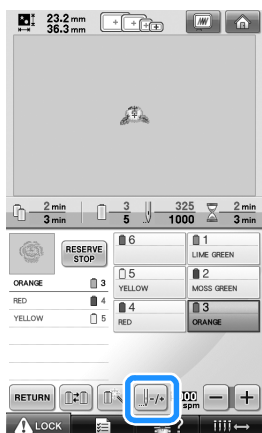 23.2 mm
36.3 mm
2 min
3 min
3
5
325
1000
2 min
3 min
RESERVE
STOP
ORANGE 3
RED 4
YELLOW 5
6
1
LIME GREEN
5
YELLOW
2
MOSS GREEN
4
RED
3
ORANGE
RETURN
-/+
00
spm
- +
LOCK
?